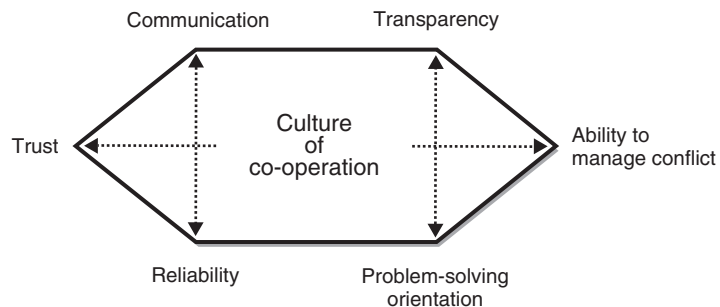 Communication
Transparency
Trust
Culture
of
co-operation
Ability to
manage conflict
Reliability
Problem-solving
orientation